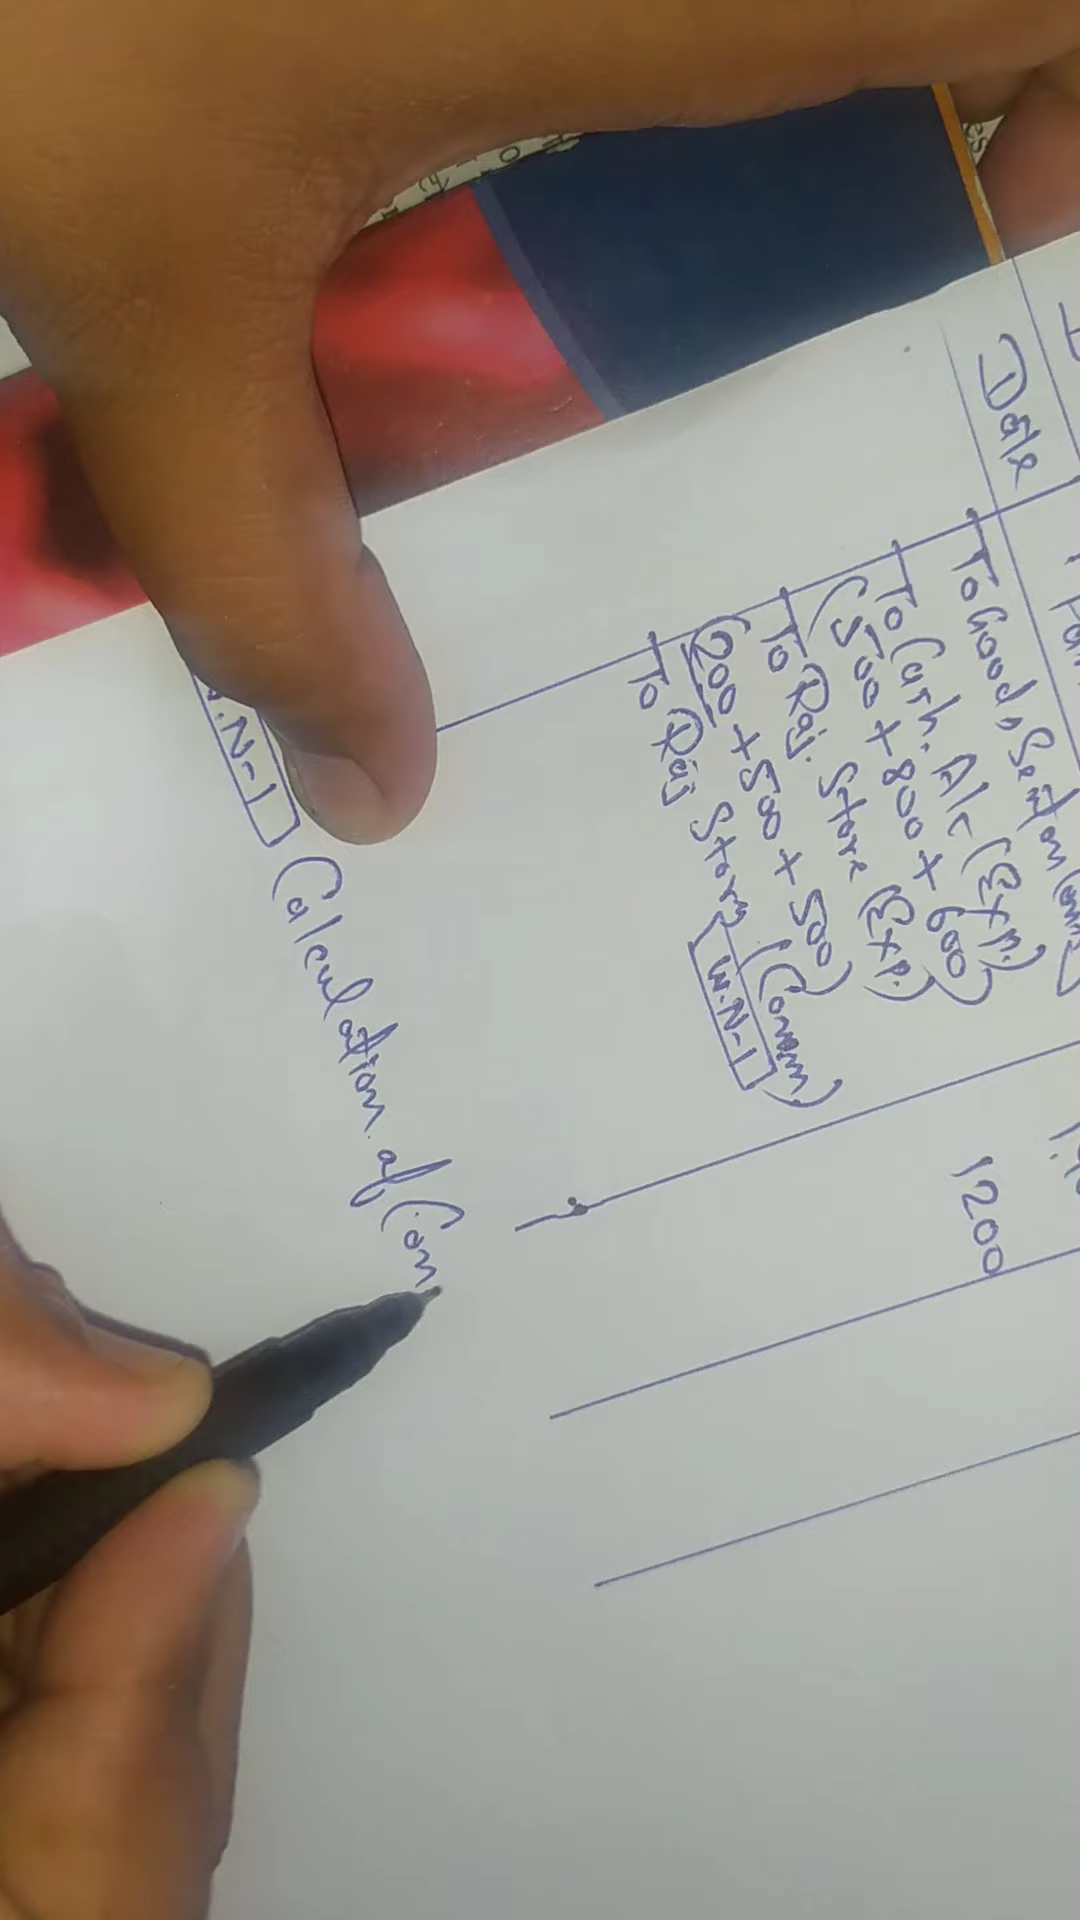 Date
To Goods Sent on Cons
To Cash A/c (Exp.)
(500 + 800 + 600)
To Raj Store (Exp.)
(200 + 500 + 500)
1200
To Raj Store (Comm)
W.N-1
.N-1 Calculation of Com